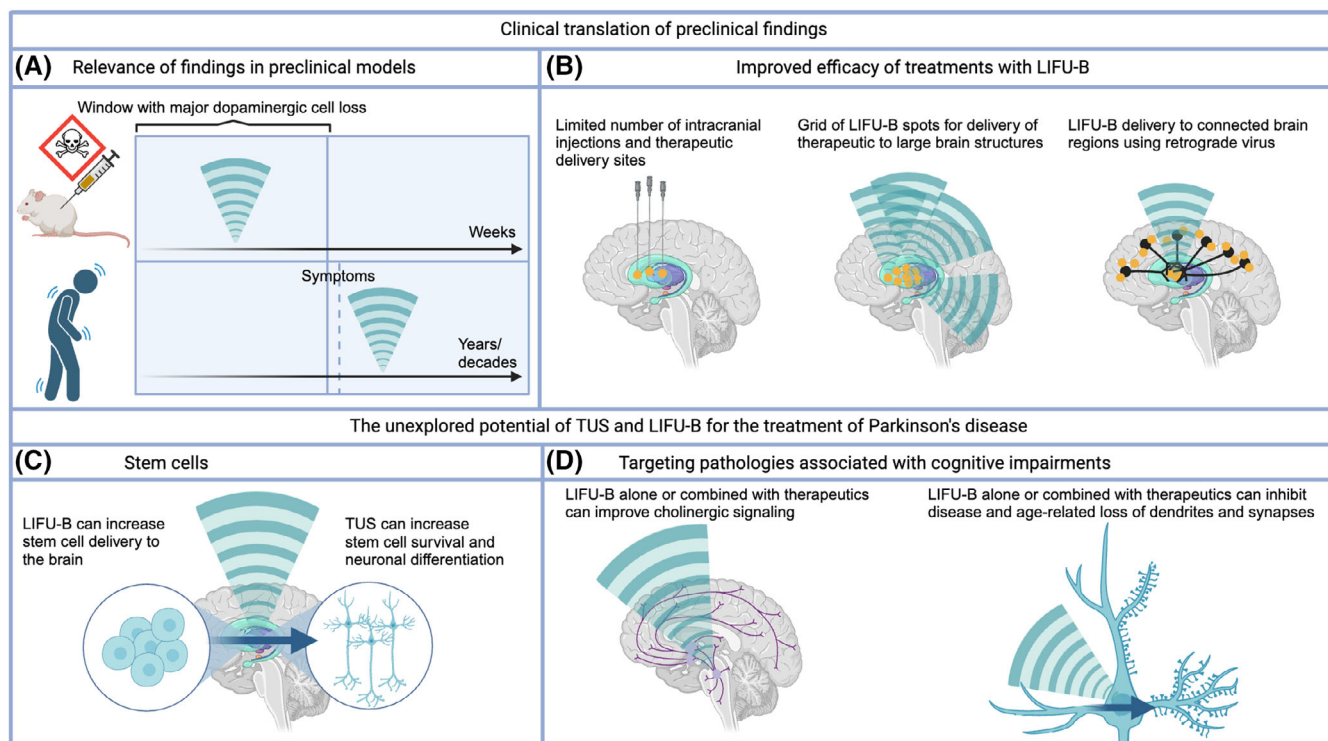 Clinical translation of preclinical findings
(A) Relevance of findings in preclinical models
Window with major dopaminergic cell loss
Weeks
Symptoms
Years/
decades
(B) Improved efficacy of treatments with LIFU-B
Limited number of intracranial
injections and therapeutic
delivery sites
Grid of LIFU-B spots for delivery of
therapeutic to large brain structures
LIFU-B delivery to connected brain
regions using retrograde virus
The unexplored potential of TUS and LIFU-B for the treatment of Parkinson's disease
(C) Stem cells
LIFU-B can increase
stem cell delivery to
the brain
TUS can increase
stem cell survival and
neuronal differentiation
(D) Targeting pathologies associated with cognitive impairments
LIFU-B alone or combined with therapeutics
can improve cholinergic signaling
LIFU-B alone or combined with therapeutics can inhibit
disease and age-related loss of dendrites and synapses